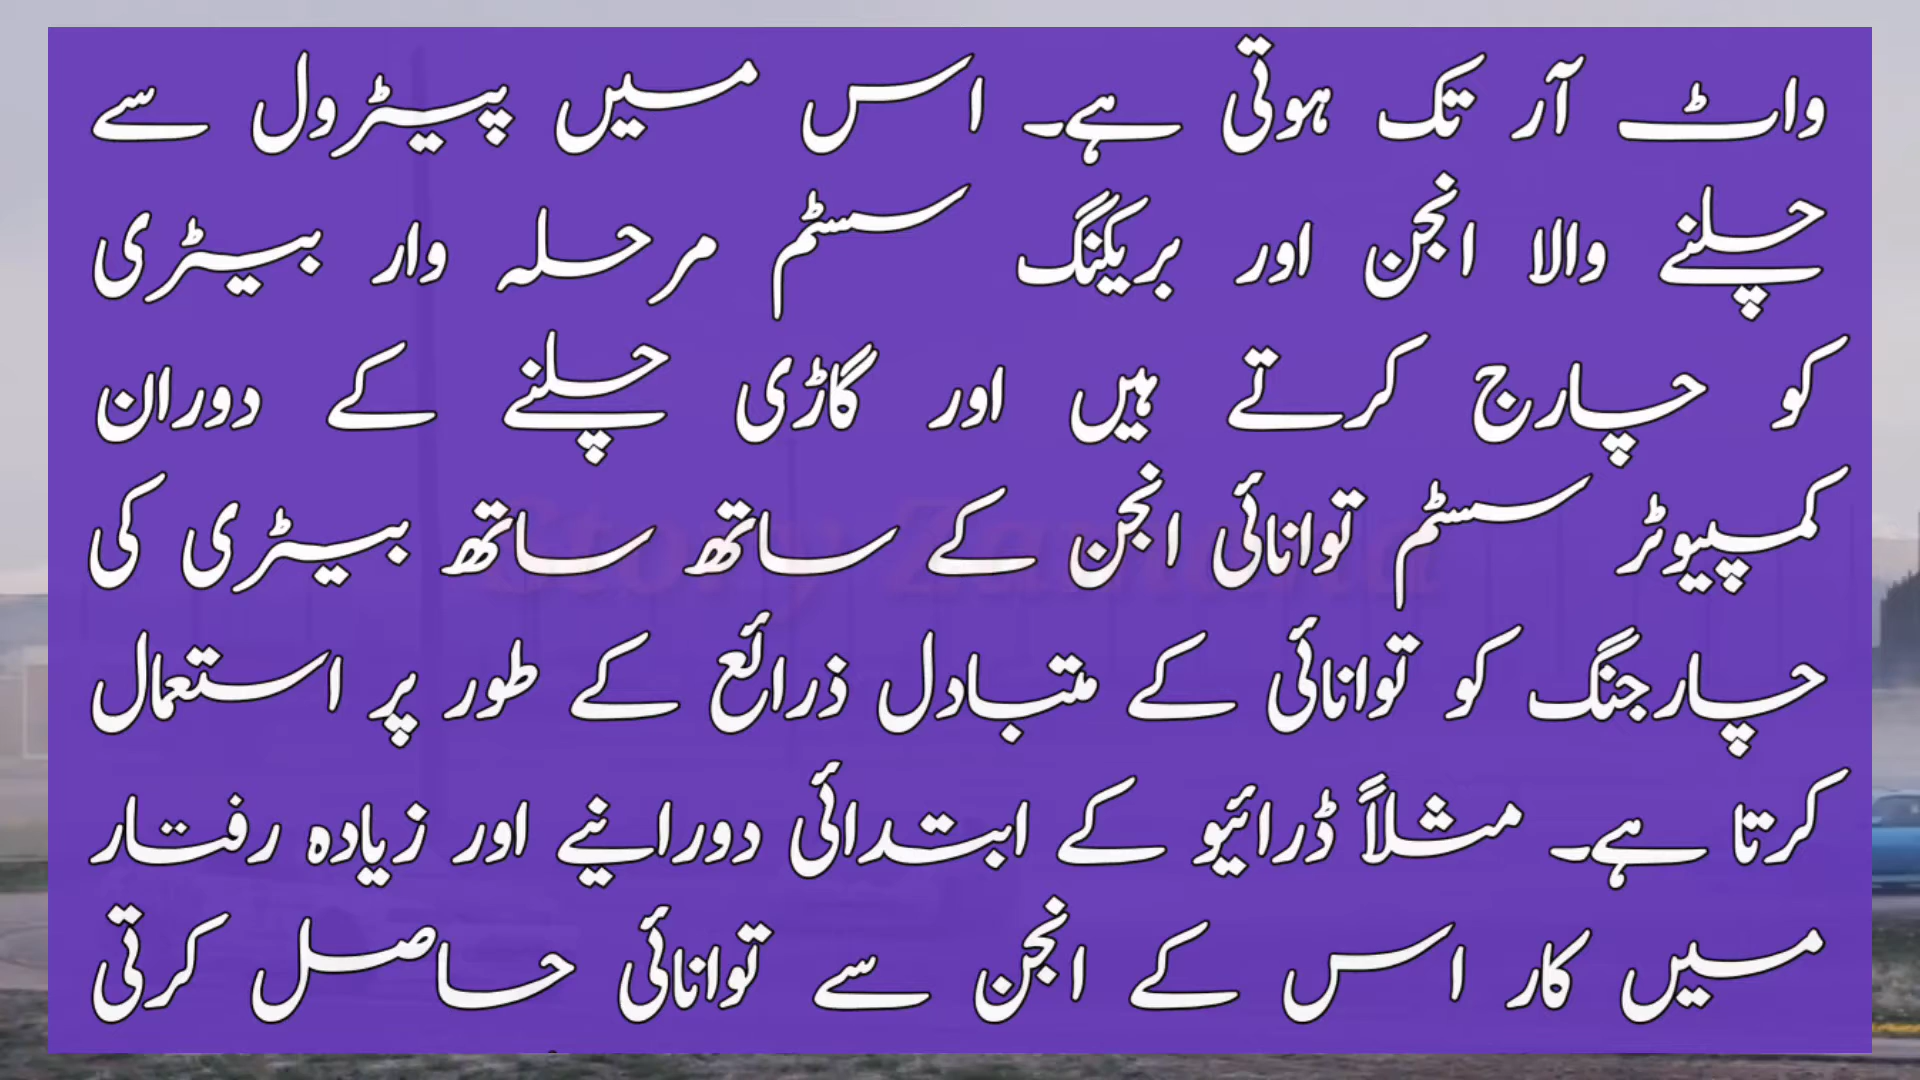 واٹ آر تک ہوتی ہے۔ اس میں پیٹرول سے
چلنے والا انجن اور بریکنگ سسٹم مرحلہ وار بیٹری
کو چارج کرتے ہیں اور گاڑی چلنے کے دوران
کمپیوٹر سسٹم توانائی انجن کے ساتھ ساتھ بیٹری کی
چارجنگ کو توانائی کے متبادل ذرائع کے طور پر استعمال
کرتا ہے۔ مثلاً ڈرائیو کے ابتدائی دورانیے اور زیادہ رفتار
میں کار اس کے انجن سے توانائی حاصل کرتی